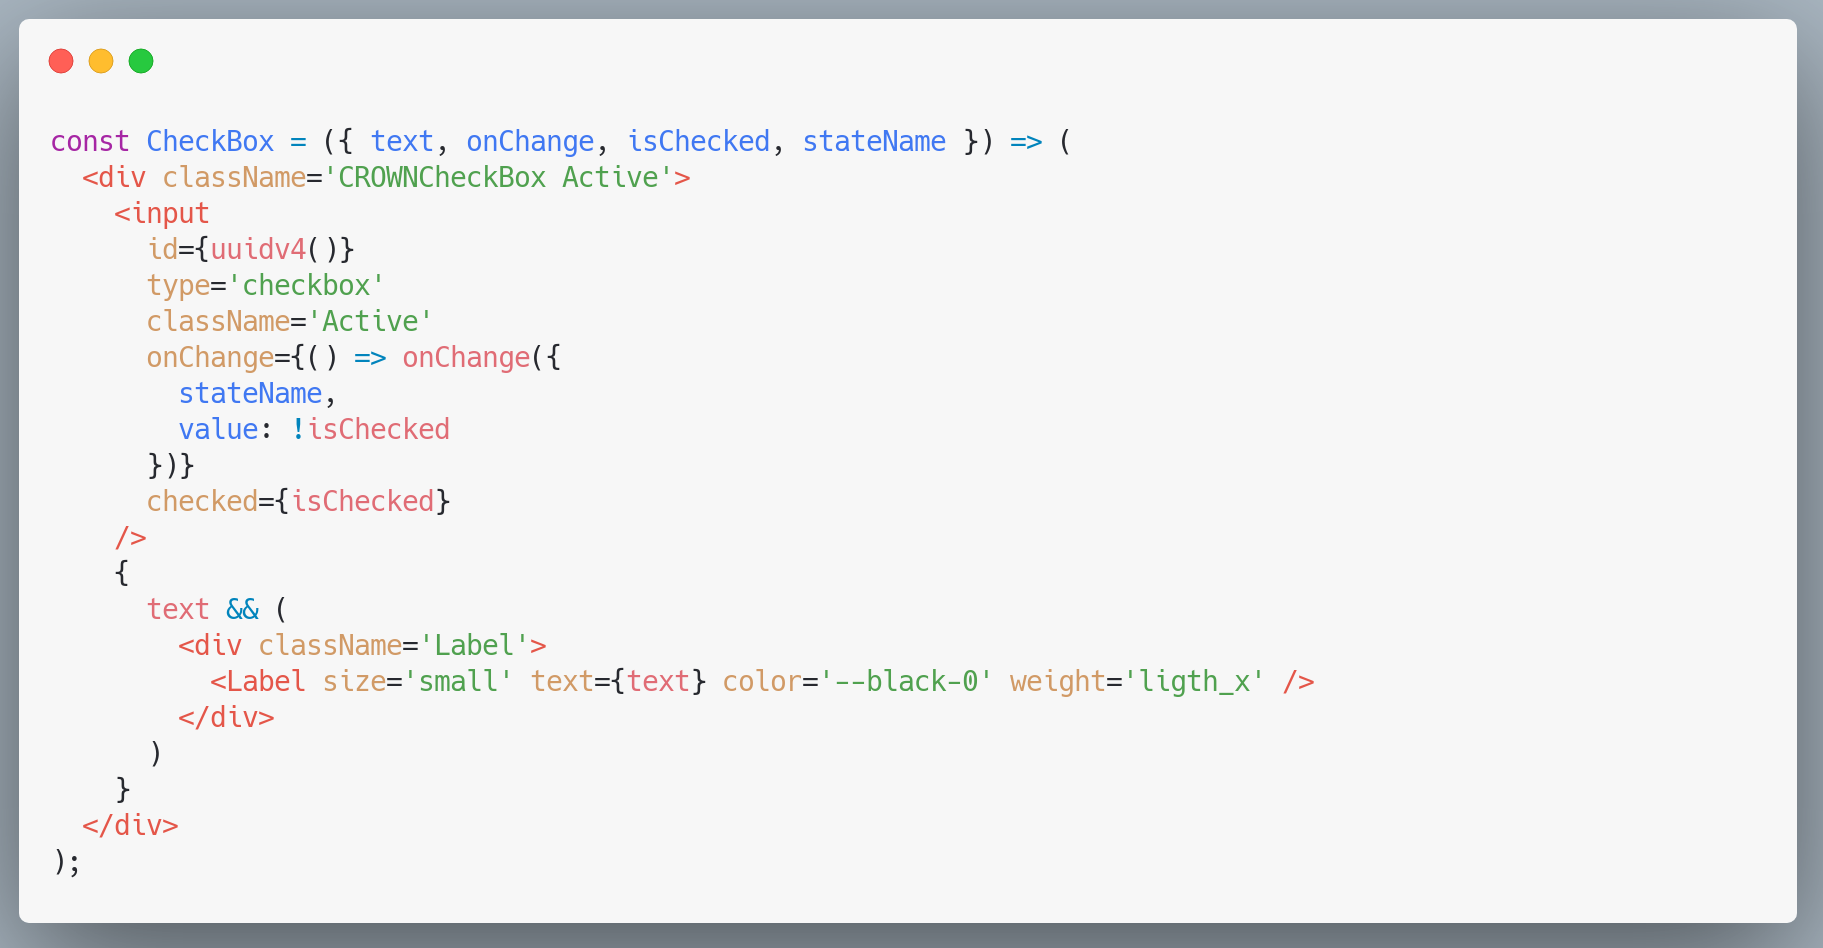 const CheckBox = ({ text, onChange, isChecked, stateName }) => (
  <div className='CROWNCheckBox Active'>
    <input
      id={uuidv4()}
      type='checkbox'
      className='Active'
      onChange={() => onChange({
        stateName,
        value: !isChecked
      })}
      checked={isChecked}
    />
    {
      text && (
        <div className='Label'>
          <Label size='small' text={text} color='--black-0' weight='ligth_x' />
        </div>
      )
    }
  </div>
);